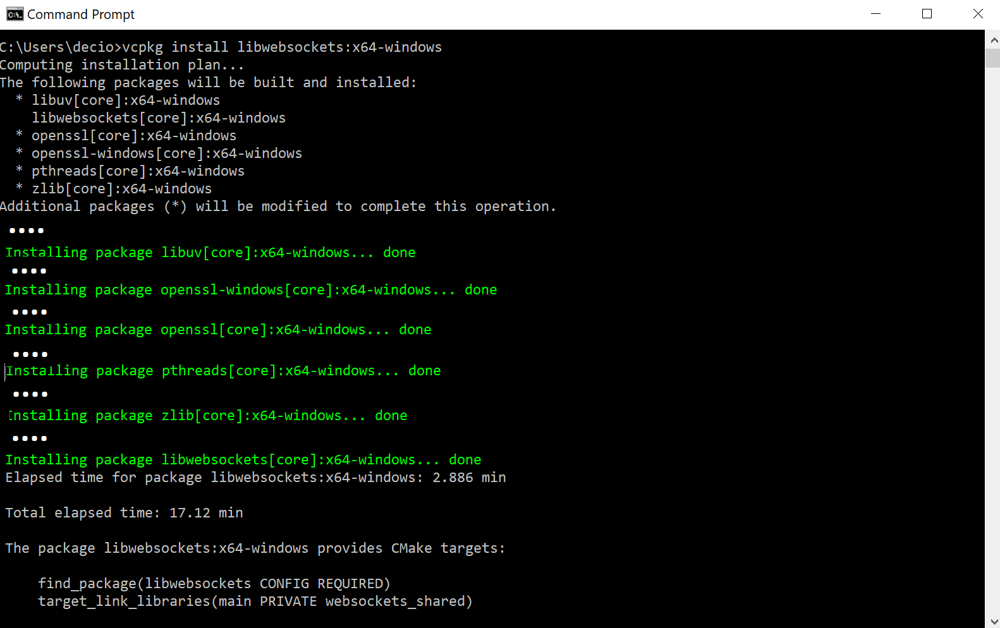 Command Prompt
C:\Users\decio>vcpkg install libwebsockets:x64-windows
Computing installation plan...
The following packages will be built and installed:
  * libuv[core]:x64-windows
    libwebsockets[core]:x64-windows
  * openssl[core]:x64-windows
  * openssl-windows[core]:x64-windows
  * pthreads[core]:x64-windows
  * zlib[core]:x64-windows
Additional packages (*) will be modified to complete this operation.
....
Installing package libuv[core]:x64-windows... done
....
Installing package openssl-windows[core]:x64-windows... done
....
Installing package openssl[core]:x64-windows... done
....
Installing package pthreads[core]:x64-windows... done
....
Installing package zlib[core]:x64-windows... done
....
Installing package libwebsockets[core]:x64-windows... done
Elapsed time for package libwebsockets:x64-windows: 2.886 min
Total elapsed time: 17.12 min
The package libwebsockets:x64-windows provides CMake targets:
    find_package(libwebsockets CONFIG REQUIRED)
    target_link_libraries(main PRIVATE websockets_shared)